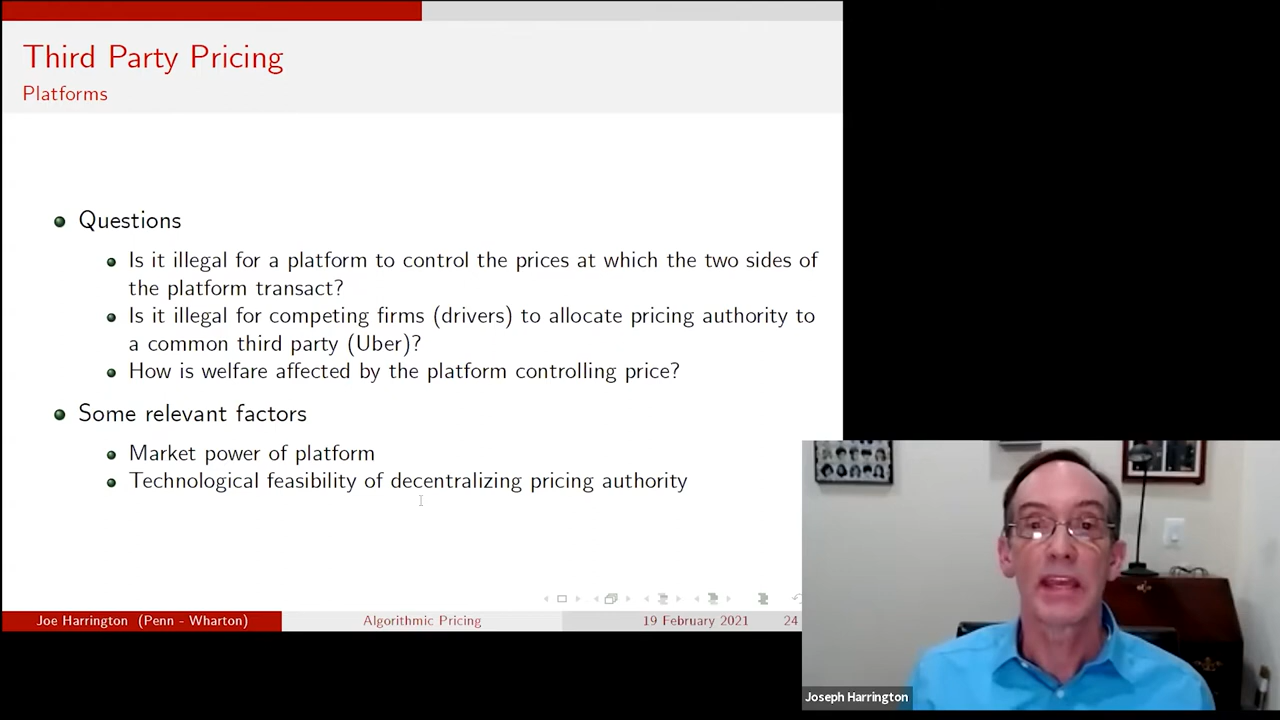 Third Party Pricing
Platforms
Questions
Is it illegal for a platform to control the prices at which the two sides of
the platform transact?
Is it illegal for competing firms (drivers) to allocate pricing authority to
a common third party (Uber)?
How is welfare affected by the platform controlling price?
Some relevant factors
Market power of platform
Technological feasibility of decentralizing pricing authority
Joe Harrington (Penn - Wharton)
Algorithmic Pricing
19 February 2021
24
Joseph Harrington